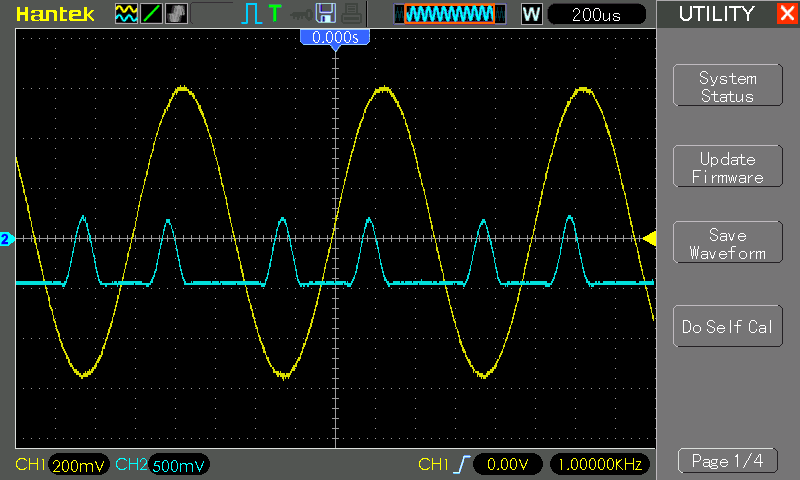 Hantek T W 200us UTILITY X
0.000s
System
Status
Update
Firmware
2
Save
Waveform
Do Self Cal
CH1 200mV CH2 500mV CH1 0.00V 1.00000KHz Page 1/4